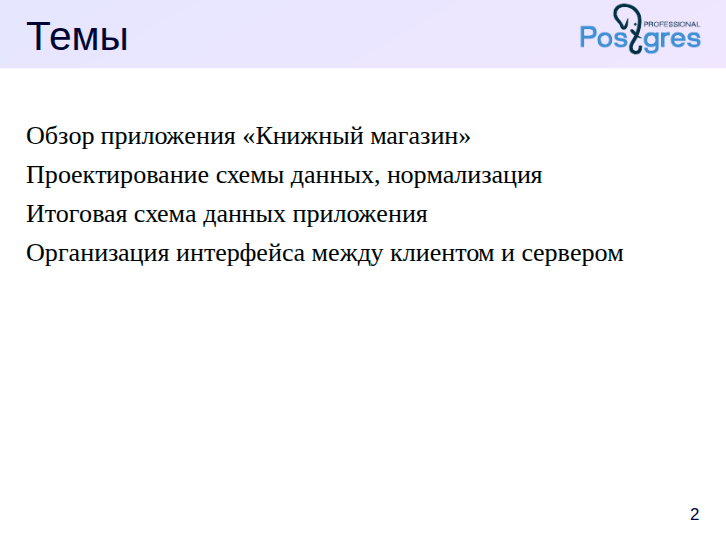 Темы
PROFESSIONAL
Postgres
Обзор приложения «Книжный магазин»
Проектирование схемы данных, нормализация
Итоговая схема данных приложения
Организация интерфейса между клиентом и сервером
2